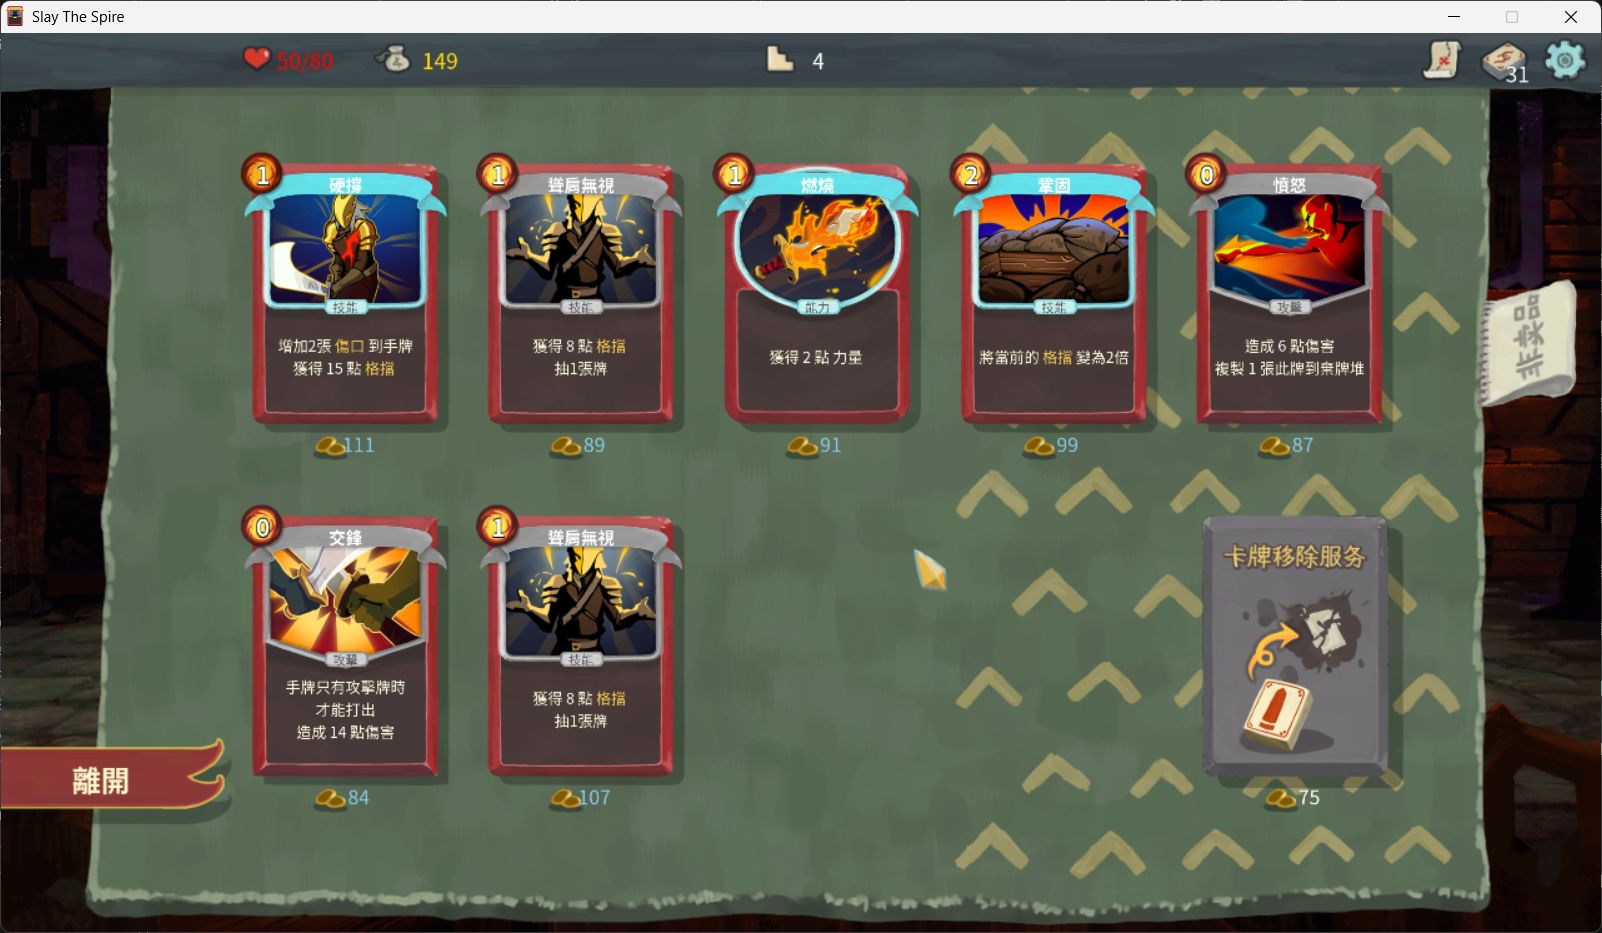 Slay The Spire
50/80
149
4
31
1
硬撐
技能
增加2張 傷口 到手牌
獲得 15 點 格擋
111
1
聳肩無視
技能
獲得 8 點 格擋
抽1張牌
89
1
燃燒
能力
獲得 2 點 力量
91
2
鞏固
技能
將當前的 格擋 變為2倍
99
0
憤怒
攻擊
造成 6 點傷害
複製 1 張此牌到棄牌堆
87
非卖品
0
交鋒
攻擊
手牌只有攻擊牌時
才能打出
造成 14 點傷害
84
1
聳肩無視
技能
獲得 8 點 格擋
抽1張牌
107
卡牌移除服务
75
離開